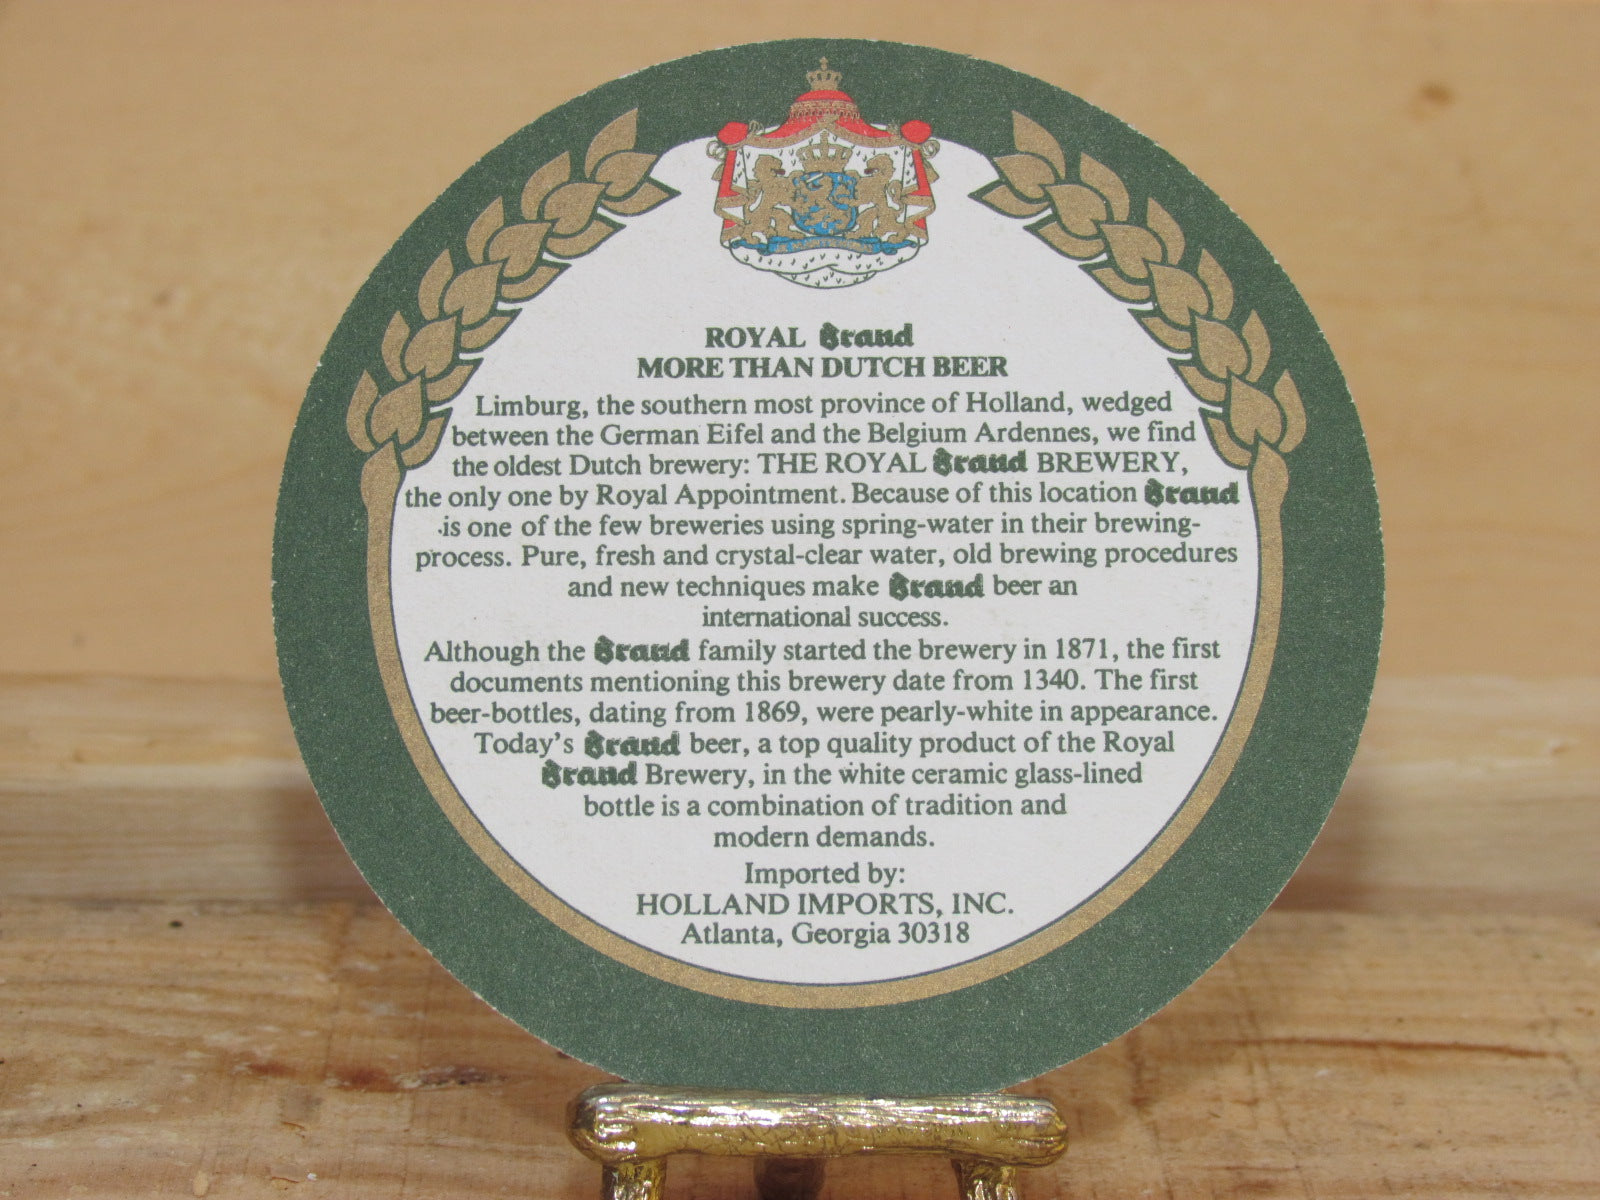 ROYAL Brand
MORE THAN DUTCH BEER
Limburg, the southern most province of Holland, wedged
between the German Eifel and the Belgium Ardennes, we find
the oldest Dutch brewery: THE ROYAL Brand BREWERY,
the only one by Royal Appointment. Because of this location Brand
is one of the few breweries using spring-water in their brewing-
process. Pure, fresh and crystal-clear water, old brewing procedures
and new techniques make Brand beer an
international success.
Although the Brand family started the brewery in 1871, the first
documents mentioning this brewery date from 1340. The first
beer-bottles, dating from 1869, were pearly-white in appearance.
Today's Brand beer, a top quality product of the Royal
Brand Brewery, in the white ceramic glass-lined
bottle is a combination of tradition and
modern demands.
Imported by:
HOLLAND IMPORTS, INC.
Atlanta, Georgia 30318